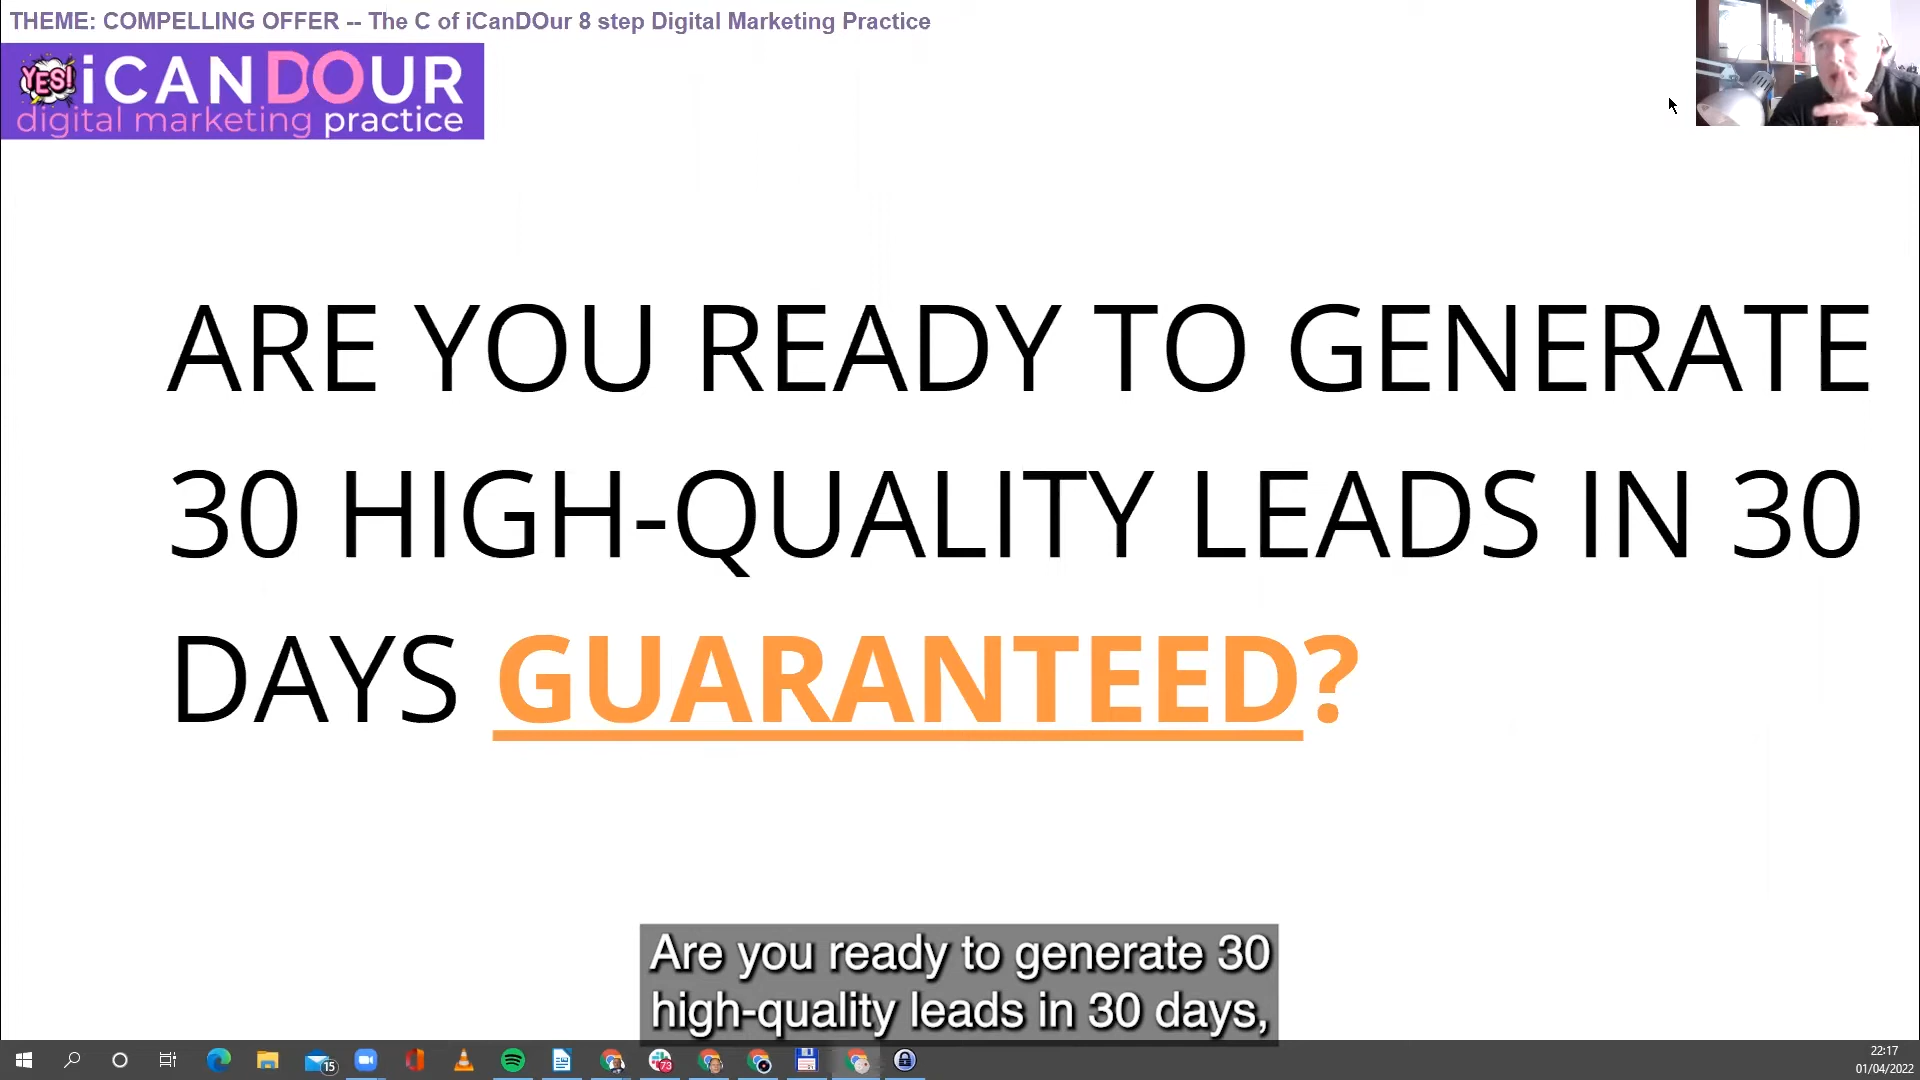 THEME: COMPELLING OFFER -- The C of iCanDOur 8 step Digital Marketing Practice
YES! iCANDOUR
digital marketing practice
ARE YOU READY TO GENERATE
30 HIGH-QUALITY LEADS IN 30
DAYS GUARANTEED?
Are you ready to generate 30
high-quality leads in 30 days,
15
73
22:17
01/04/2022